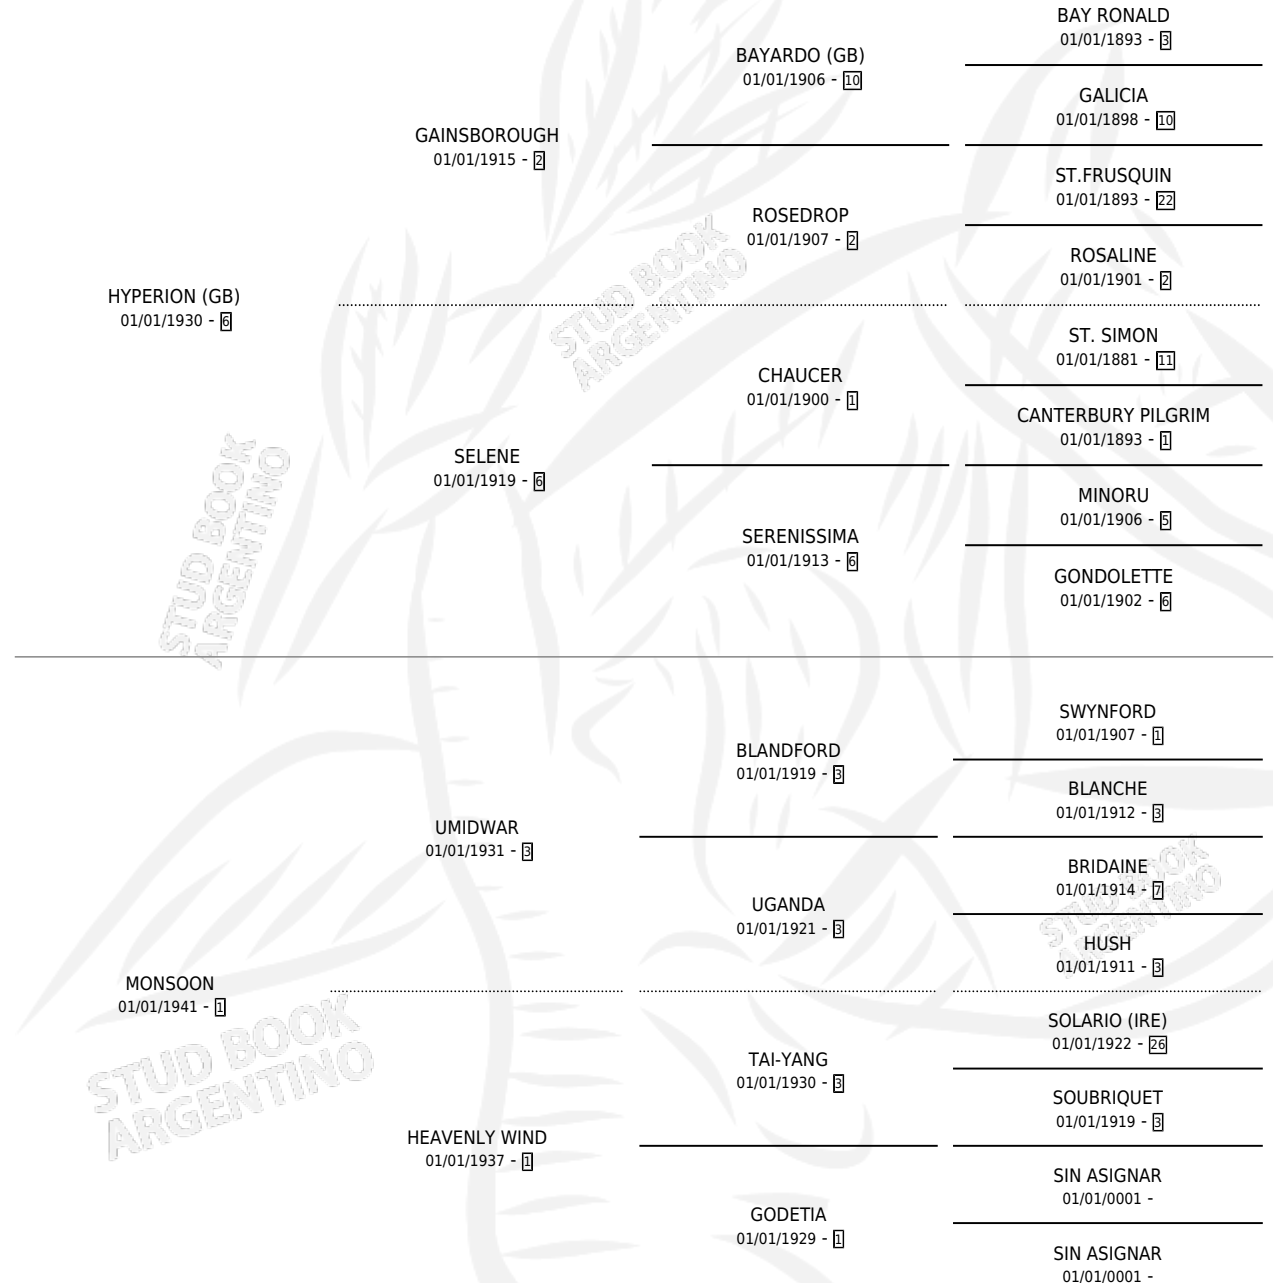 BAY RONALD
01/01/1893 - 3
BAYARDO (GB)
01/01/1906 - 10
GALICIA
01/01/1898 - 10
GAINSBOROUGH
01/01/1915 - 2
ST.FRUSQUIN
01/01/1893 - 22
ROSEDROP
01/01/1907 - 2
ROSALINE
01/01/1901 - 2
HYPERION (GB)
01/01/1930 - 6
ST. SIMON
01/01/1881 - 11
CHAUCER
01/01/1900 - 1
CANTERBURY PILGRIM
01/01/1893 - 1
SELENE
01/01/1919 - 6
MINORU
01/01/1906 - 5
SERENISSIMA
01/01/1913 - 6
GONDOLETTE
01/01/1902 - 6
SWYNFORD
01/01/1907 - 1
BLANDFORD
01/01/1919 - 3
BLANCHE
01/01/1912 - 3
UMIDWAR
01/01/1931 - 3
BRIDAINE
01/01/1914 - 7
UGANDA
01/01/1921 - 3
HUSH
01/01/1911 - 3
MONSOON
01/01/1941 - 1
SOLARIO (IRE)
01/01/1922 - 26
TAI-YANG
01/01/1930 - 3
SOUBRIQUET
01/01/1919 - 3
HEAVENLY WIND
01/01/1937 - 1
SIN ASIGNAR
01/01/0001 -
GODETIA
01/01/1929 - 1
SIN ASIGNAR
01/01/0001 -
STUD BOOK
ARGENTINO
STUD BOOK
ARGENTINO
STUD BOOK
ARGENTINO
STUD BOOK
ARGENTINO